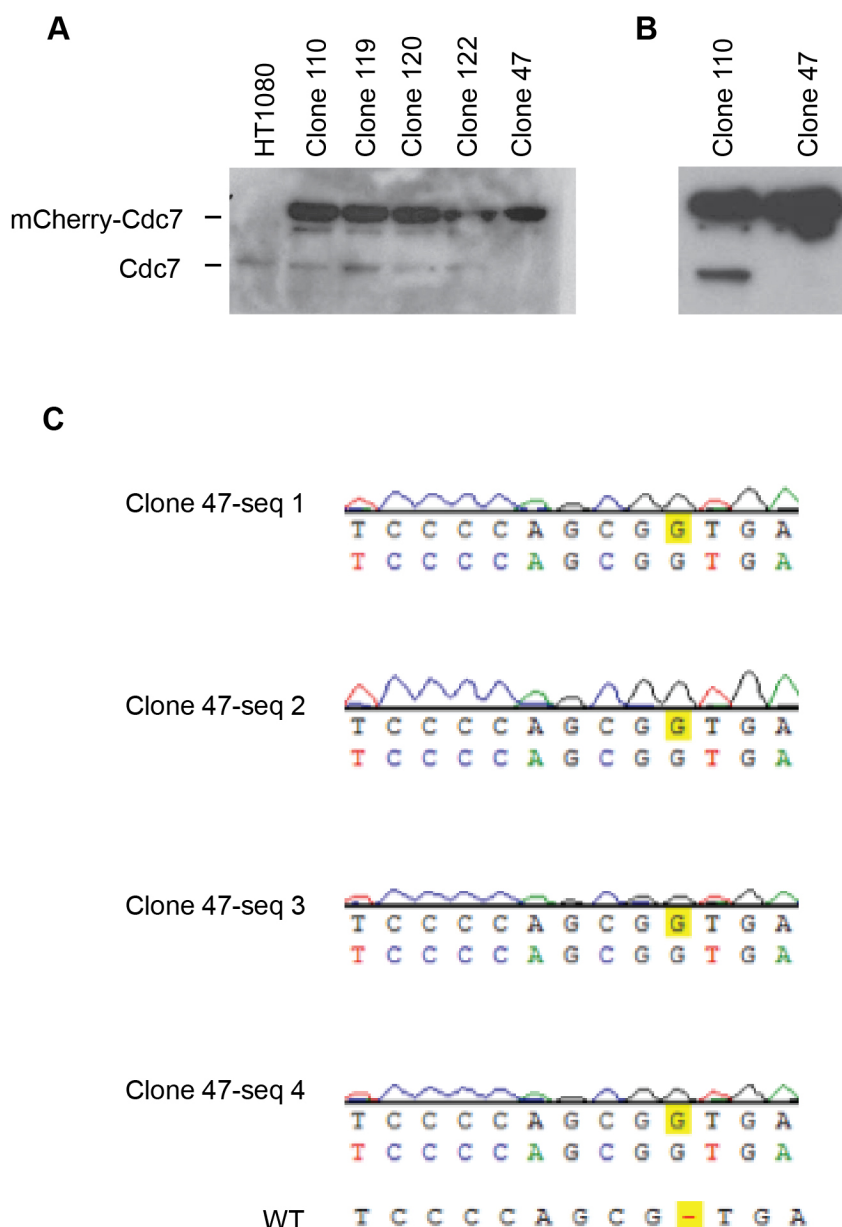 A
HT1080
Clone 110
Clone 119
Clone 120
Clone 122
Clone 47
mCherry-Cdc7 –
Cdc7 –
B
Clone 110
Clone 47
C
Clone 47-seq 1
T C C C C A G C G G T G A
T C C C C A G C G G T G A
Clone 47-seq 2
T C C C C A G C G G T G A
T C C C C A G C G G T G A
Clone 47-seq 3
T C C C C A G C G G T G A
T C C C C A G C G G T G A
Clone 47-seq 4
T C C C C A G C G G T G A
T C C C C A G C G G T G A
WT T C C C C A G C G – T G A